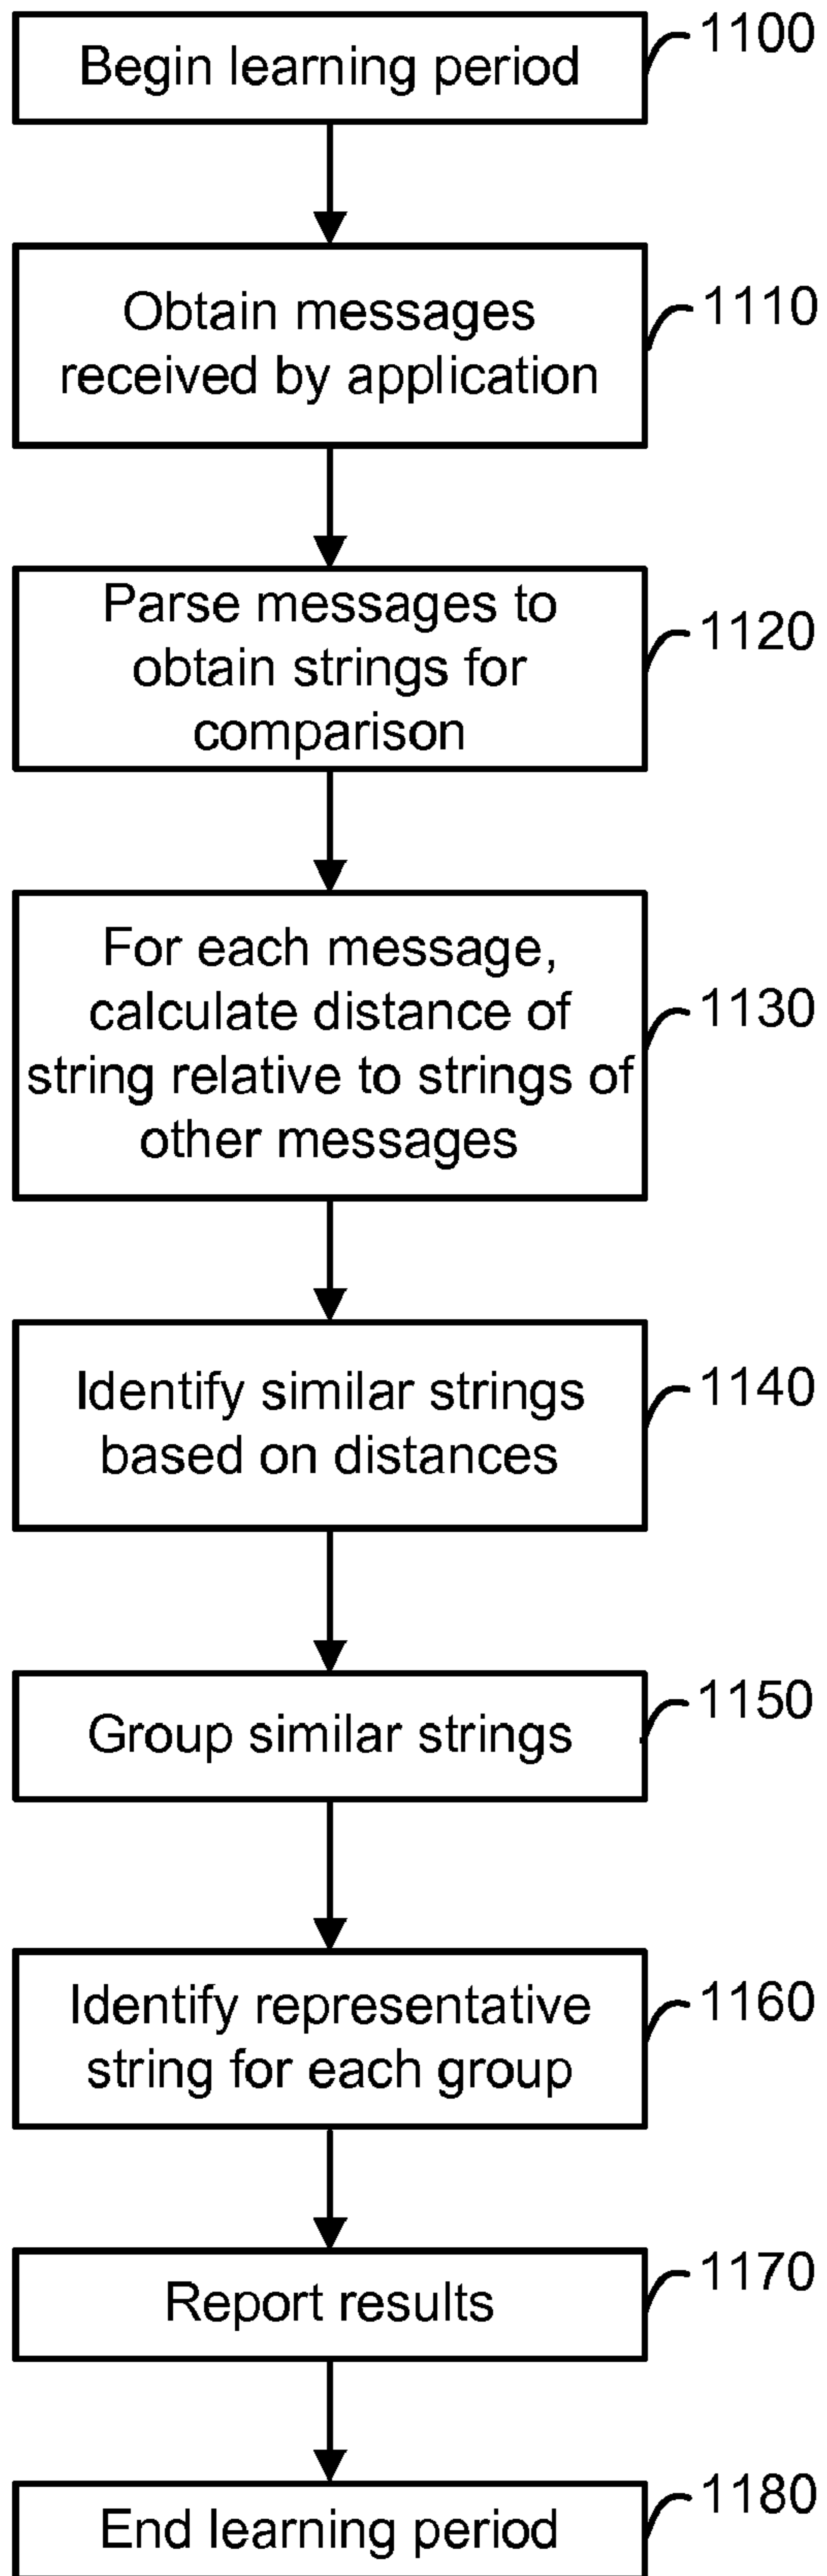 Begin learning period
1100
Obtain messages
received by application
1110
Parse messages to
obtain strings for
comparison
1120
For each message,
calculate distance of
string relative to strings of
other messages
1130
Identify similar strings
based on distances
1140
Group similar strings
1150
Identify representative
string for each group
1160
Report results
1170
End learning period
1180